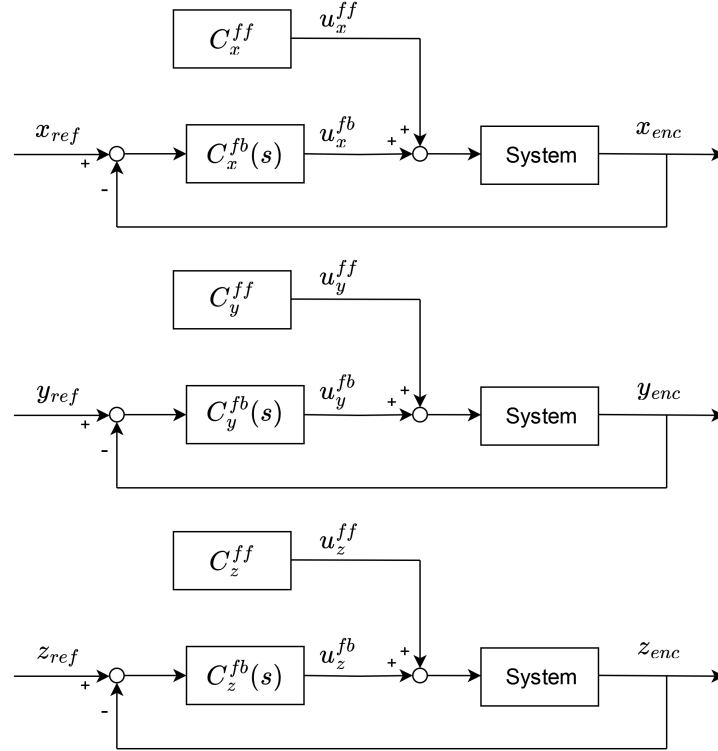 C_x^{ff} u_x^{ff}
x_{ref} + - C_x^{fb}(s) u_x^{fb} + + System x_{enc}
C_y^{ff} u_y^{ff}
y_{ref} + - C_y^{fb}(s) u_y^{fb} + + System y_{enc}
C_z^{ff} u_z^{ff}
z_{ref} + - C_z^{fb}(s) u_z^{fb} + + System z_{enc}